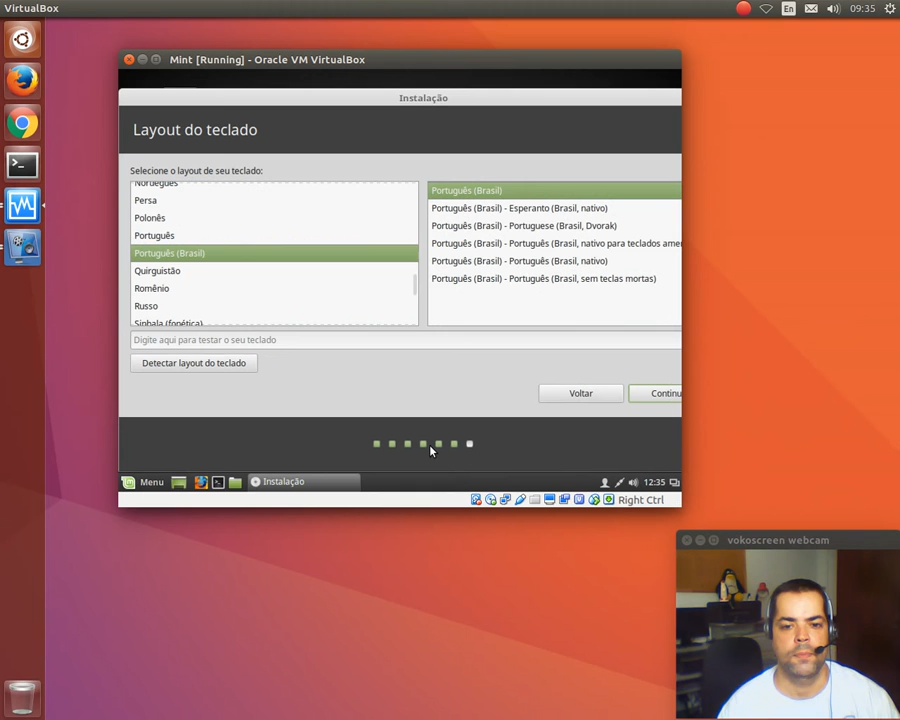 VirtualBox
En
09:35
Mint [Running] - Oracle VM VirtualBox
Instalação
Layout do teclado
Selecione o layout de seu teclado:
Norueguês
Persa
Polonês
Português
Português (Brasil)
Quirguistão
Romênio
Russo
Sinhala (fonética)
Português (Brasil)
Português (Brasil) - Esperanto (Brasil, nativo)
Português (Brasil) - Portuguese (Brasil, Dvorak)
Português (Brasil) - Português (Brasil, nativo para teclados ame
Português (Brasil) - Português (Brasil, nativo)
Português (Brasil) - Português (Brasil, sem teclas mortas)
Digite aqui para testar o seu teclado
Detectar layout do teclado
Voltar
Continu
Menu
Instalação
12:35
Right Ctrl
vokoscreen webcam